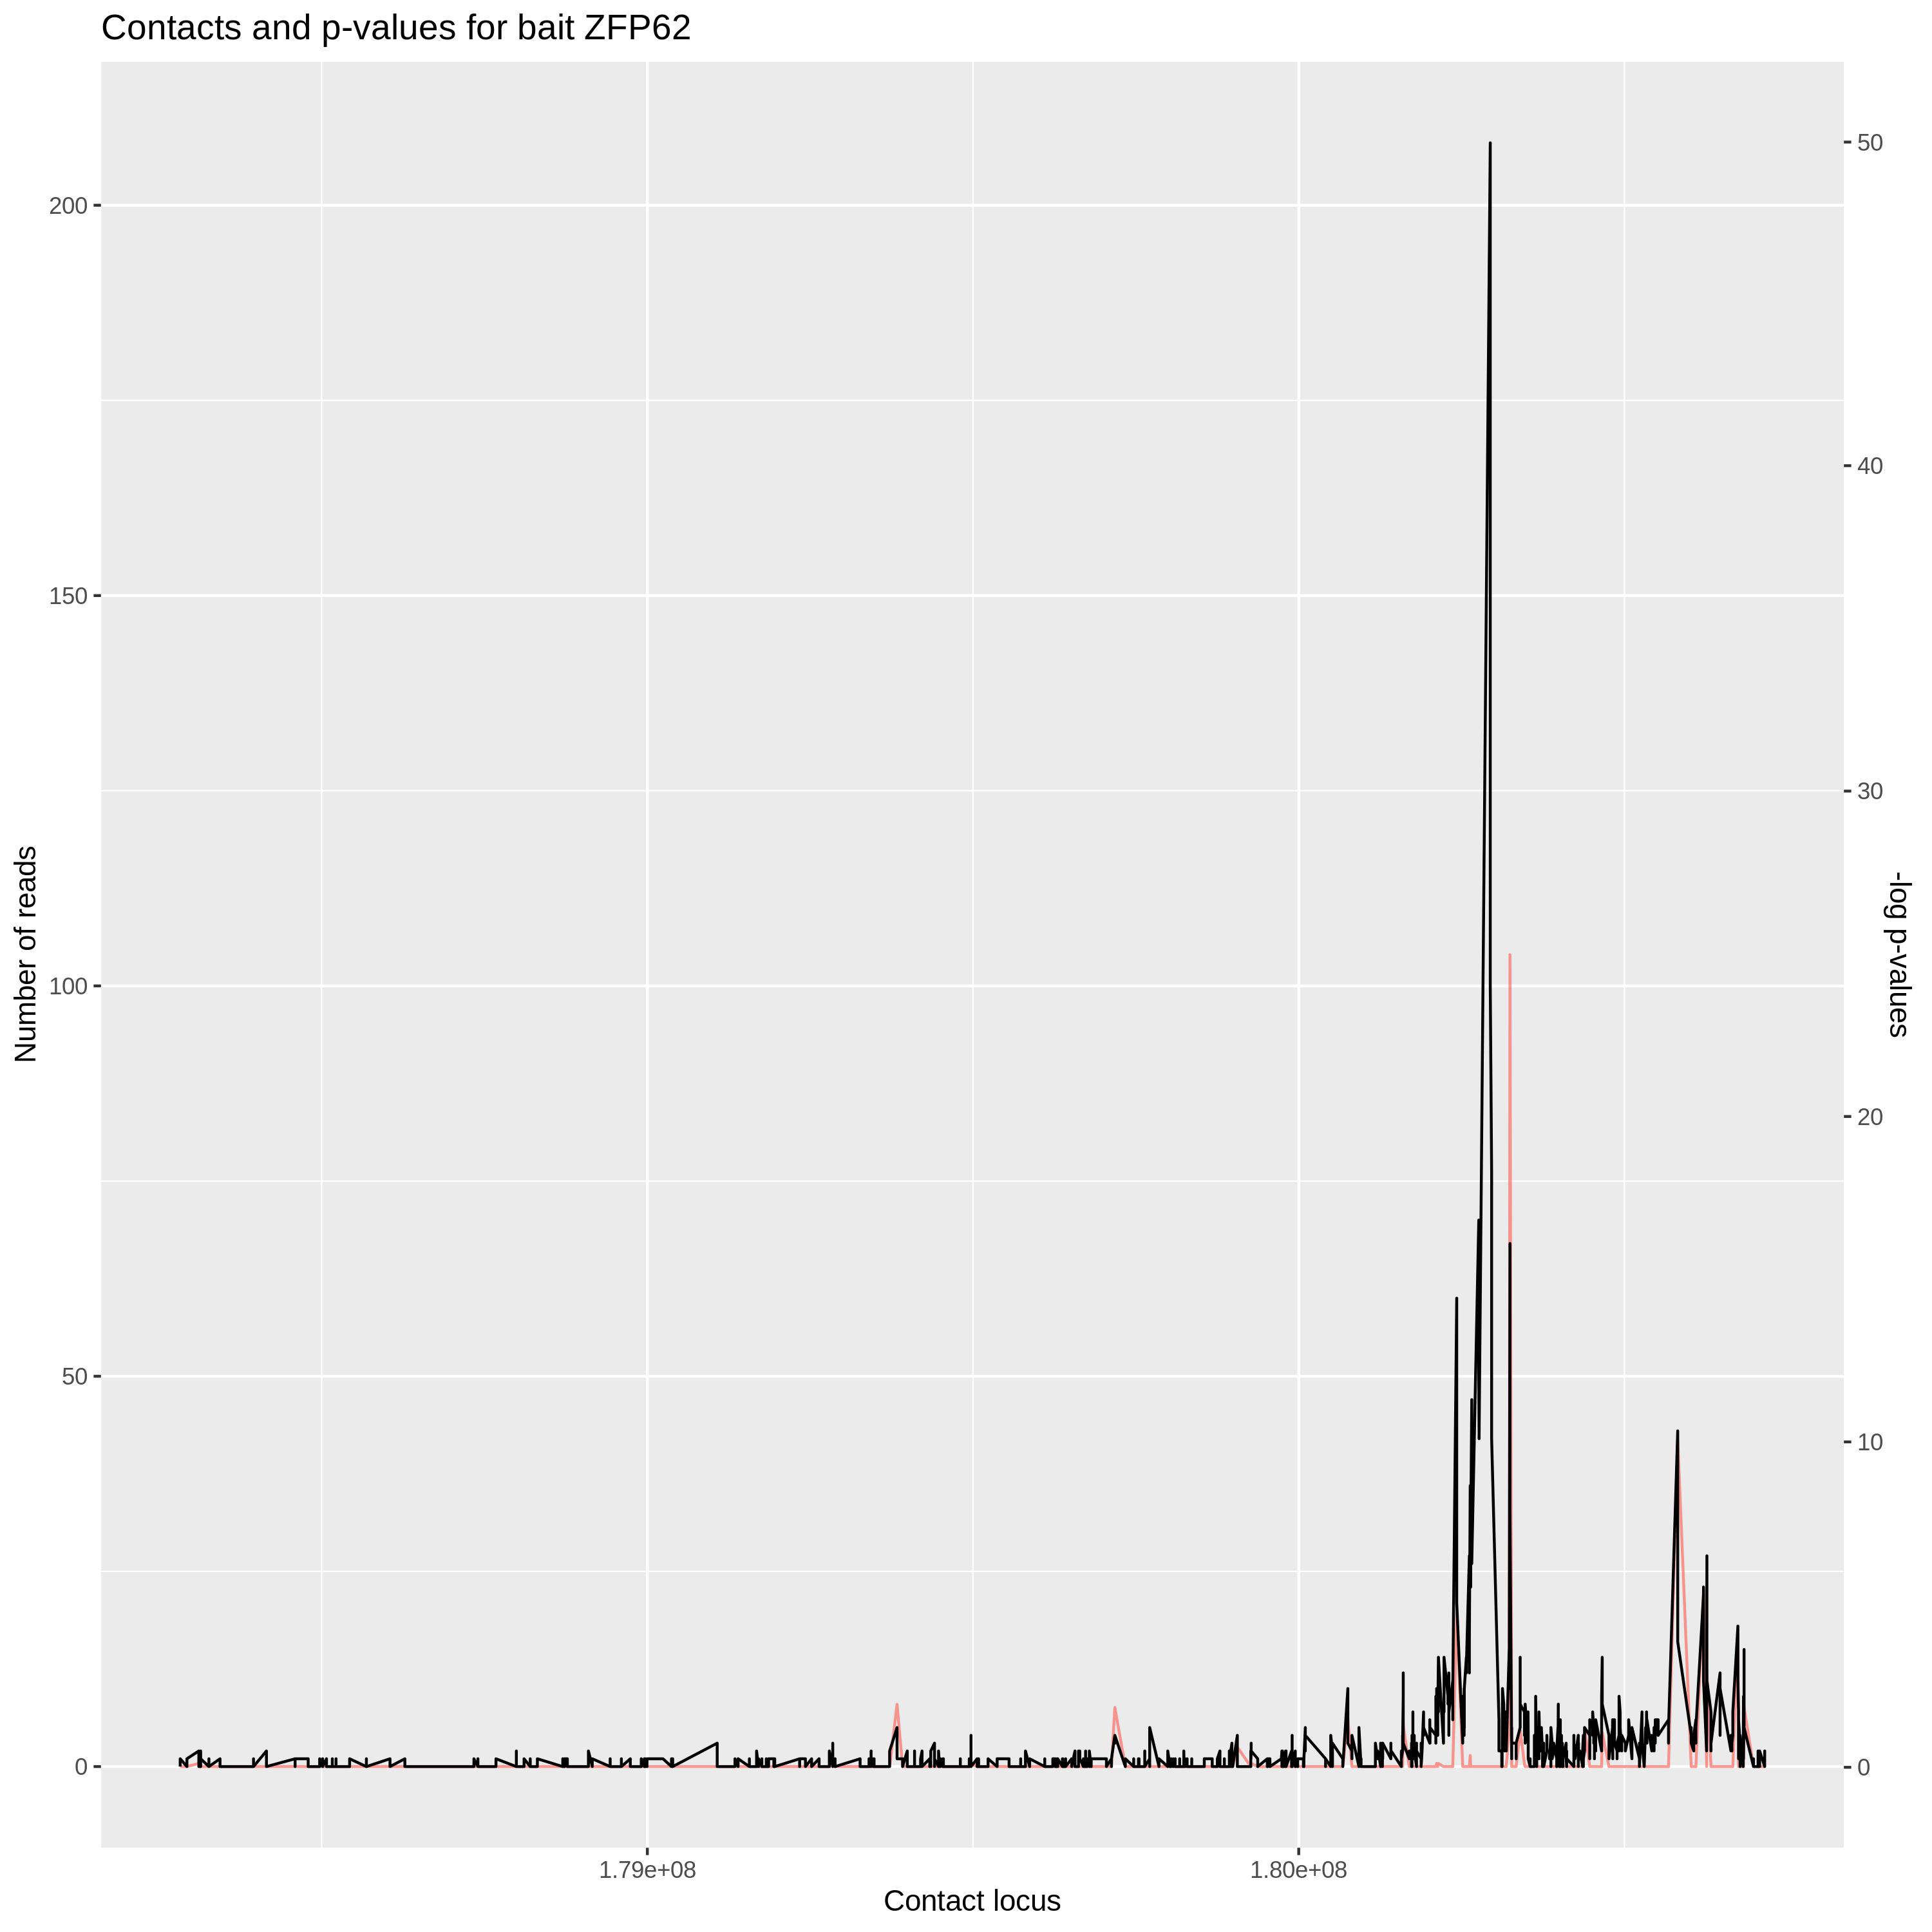 Contacts and p-values for bait ZFP62
200
150
100
50
0
50
40
30
20
10
0
Number of reads
-log p-values
1.79e+08
1.80e+08
Contact locus